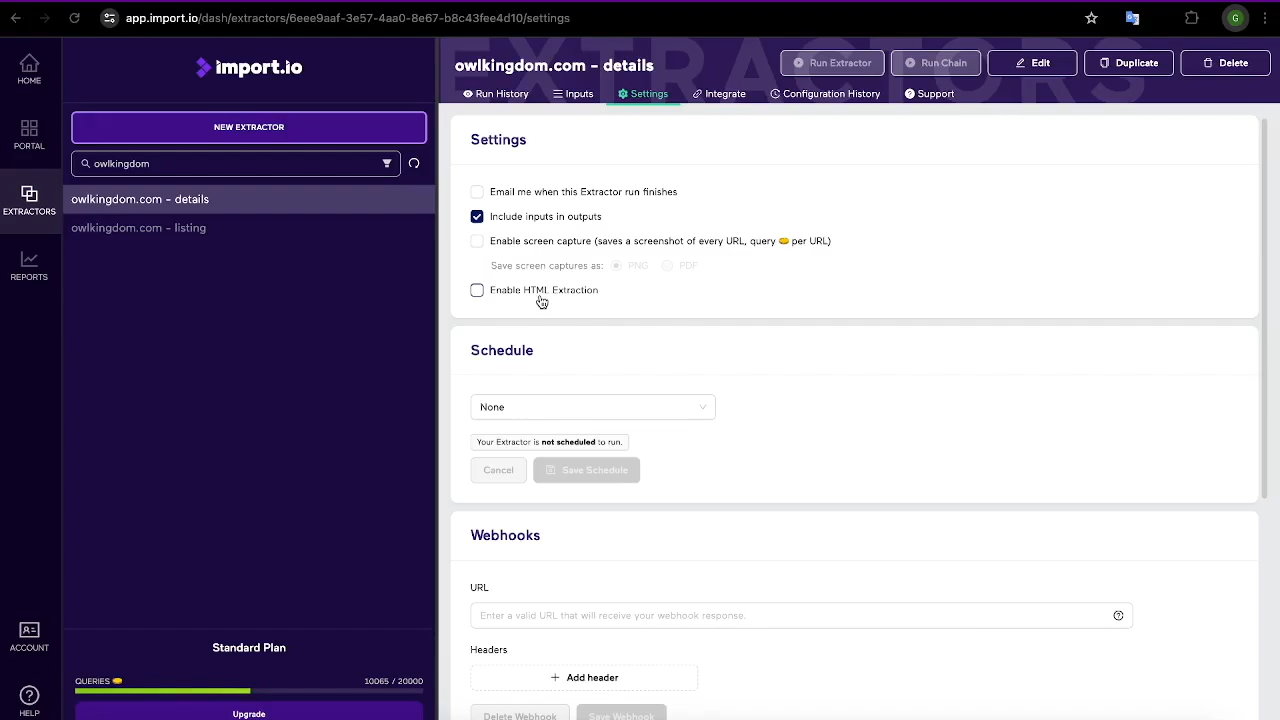 app.import.io/dash/extractors/6eee9aaf-3e57-4aa0-8e67-b8c43fee4d10/settings
G
HOME
PORTAL
EXTRACTORS
REPORTS
ACCOUNT
HELP
import.io
NEW EXTRACTOR
owlkingdom
owlkingdom.com - details
owlkingdom.com - listing
Standard Plan
QUERIES 10065 / 20000
Upgrade
EXTRACTORS
owlkingdom.com - details
Run Extractor
Run Chain
Edit
Duplicate
Delete
Run History
Inputs
Settings
Integrate
Configuration History
Support
Settings
Email me when this Extractor run finishes
Include inputs in outputs
Enable screen capture (saves a screenshot of every URL, query per URL)
Save screen captures as: PNG PDF
Enable HTML Extraction
Schedule
None
Your Extractor is not scheduled to run.
Cancel
Save Schedule
Webhooks
URL
Enter a valid URL that will receive your webhook response.
Headers
+ Add header
Delete Webhook
Save Webhook